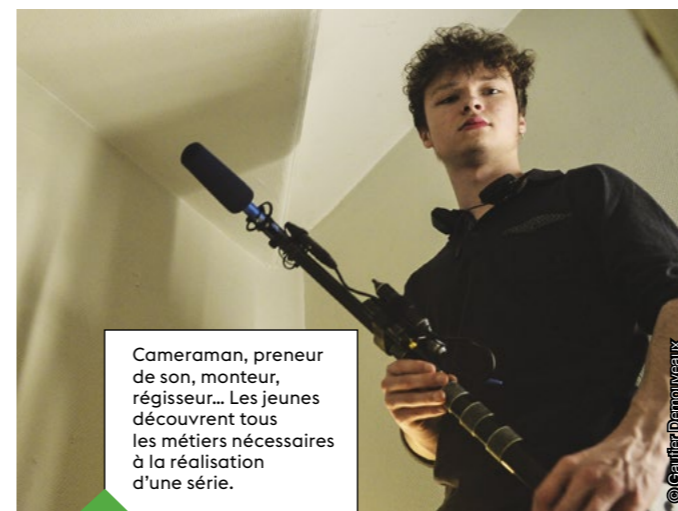 Cameraman, preneur
de son, monteur,
régisseur... Les jeunes
découvrent tous
les métiers nécessaires
à la réalisation
d'une série.
© Gautier Demouveaux